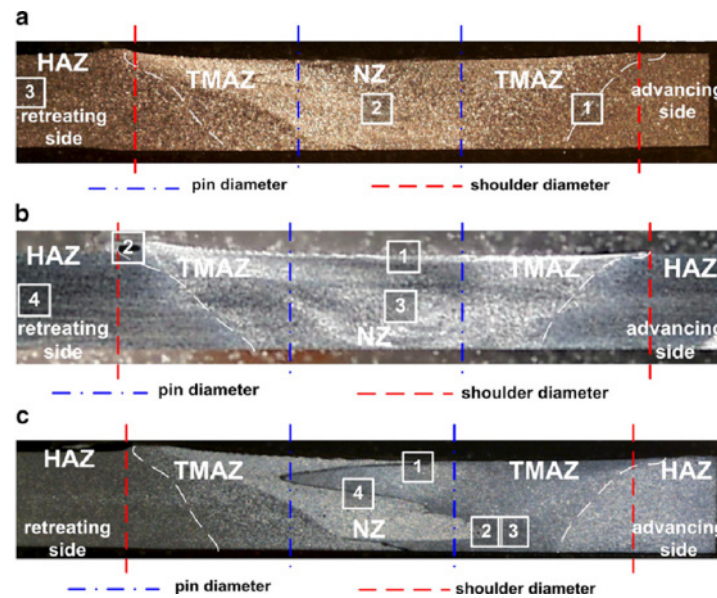 a
HAZ
TMAZ
NZ
TMAZ
3
2
1
retreating
side
advancing
side
pin diameter
shoulder diameter
b
2
1
HAZ
TMAZ
TMAZ
HAZ
4
3
retreating
side
NZ
advancing
side
pin diameter
shoulder diameter
c
HAZ
TMAZ
1
TMAZ
HAZ
4
retreating
side
NZ
2
3
advancing
side
pin diameter
shoulder diameter